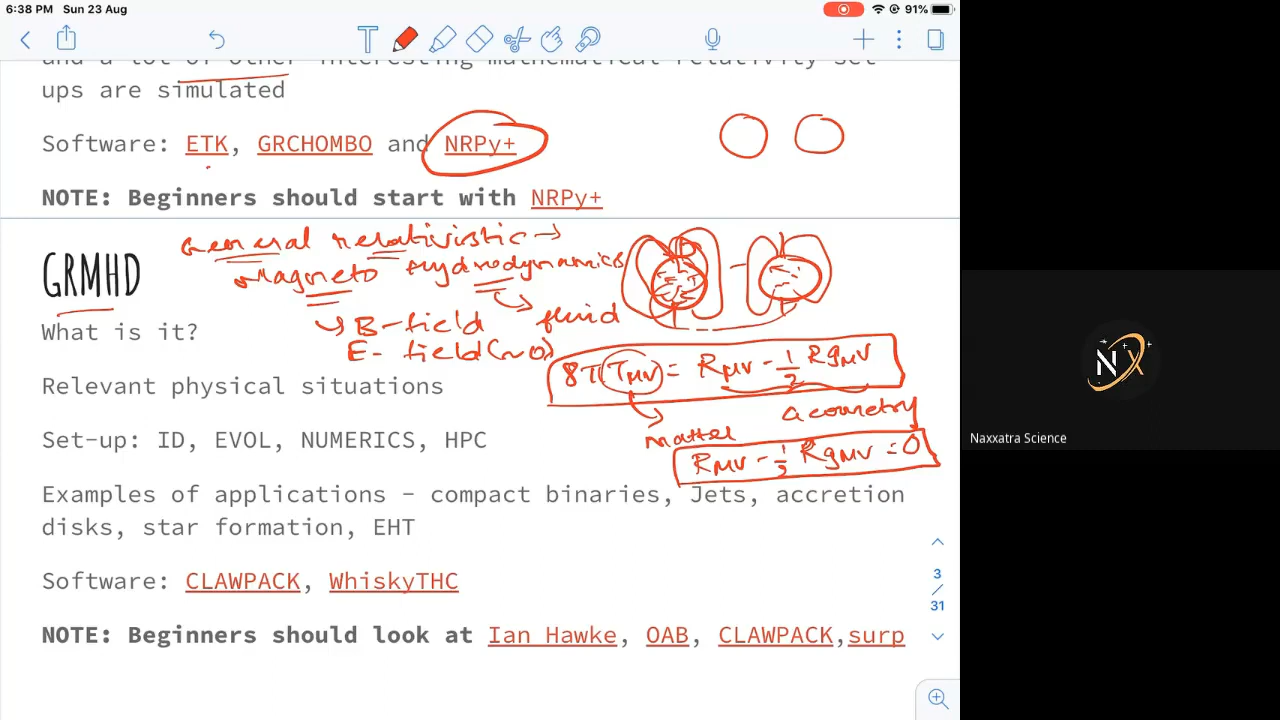 6:38 PM Sun 23 Aug
91%
and a lot of other interesting mathematical relativity set
ups are simulated
Software: ETK, GRCHOMBO and NRPy+
NOTE: Beginners should start with NRPy+
General relativistic →
GRMHD
Magneto Hydrodynamics
What is it?
B-field
fluid
E-field (~0)
8π Tμν = Rμν - 1/2 Rgμν
Relevant physical situations
Geometry
matter
Set-up: ID, EVOL, NUMERICS, HPC
Rμν - 1/2 Rgμν = 0
Naxxatra Science
NX
Examples of applications - compact binaries, Jets, accretion
disks, star formation, EHT
Software: CLAWPACK, WhiskyTHC
3
/
31
NOTE: Beginners should look at Ian Hawke, OAB, CLAWPACK,surp